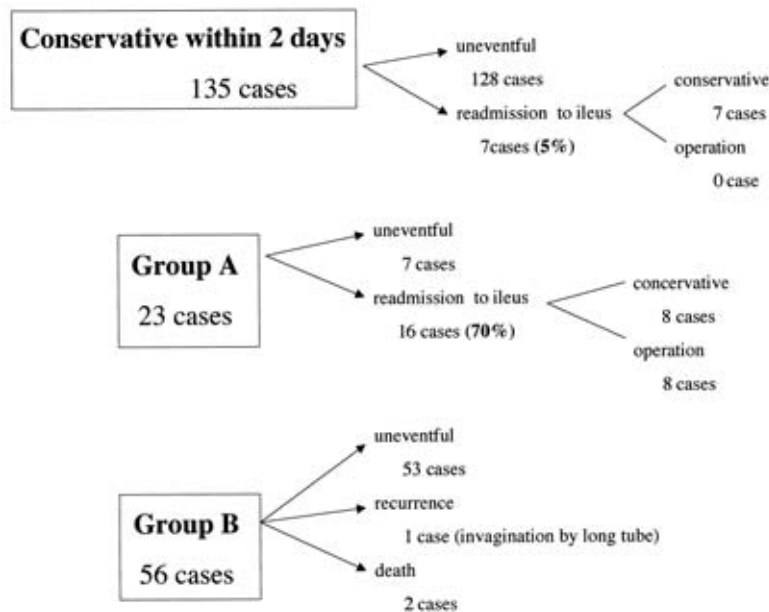 Conservative within 2 days
135 cases
uneventful
128 cases
readmission to ileus
7cases (5%)
conservative
7 cases
operation
0 case
Group A
23 cases
uneventful
7 cases
readmission to ileus
16 cases (70%)
concervative
8 cases
operation
8 cases
Group B
56 cases
uneventful
53 cases
recurrence
1 case (invagination by long tube)
death
2 cases